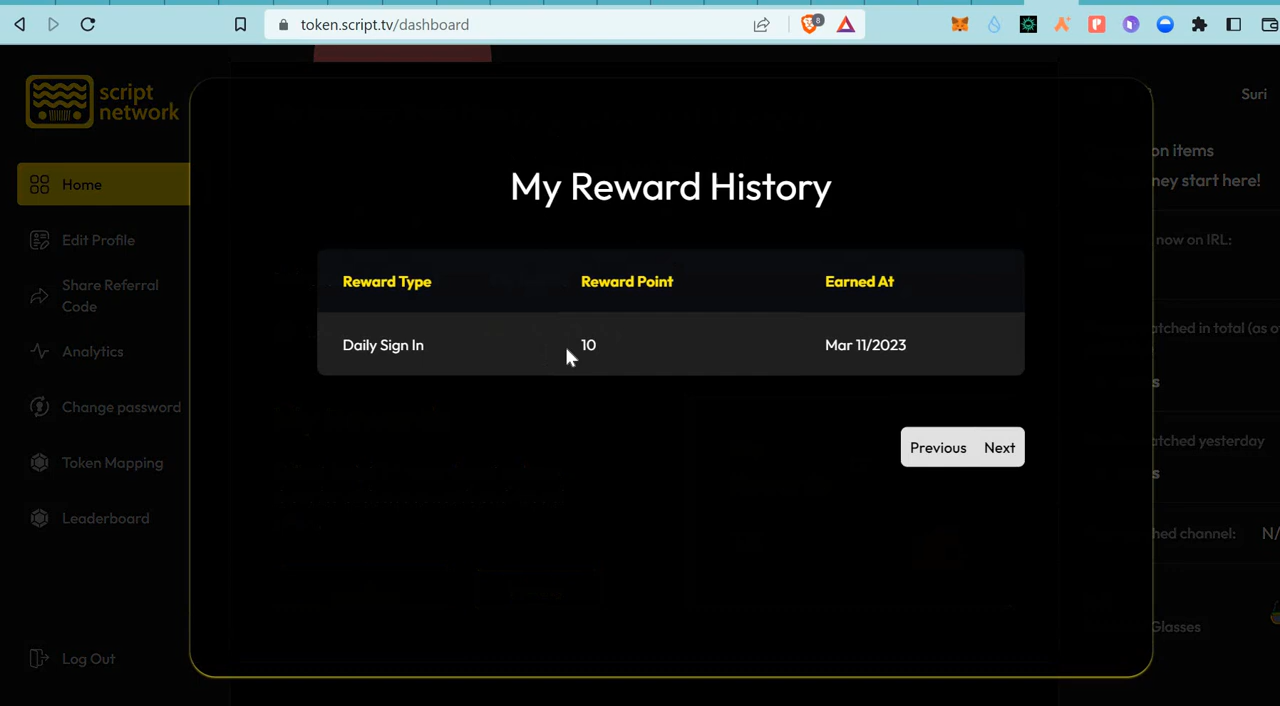 token.script.tv/dashboard
8
script
network
Suri
Home
Edit Profile
Share Referral
Code
Analytics
Change password
Token Mapping
Leaderboard
Log Out
My Reward History
Reward Type Reward Point Earned At
Daily Sign In 10 Mar 11/2023
Previous Next
on items
ney start here!
now on IRL:
atched in total (as o
s
atched yesterday
s
hed channel: N/
Glasses